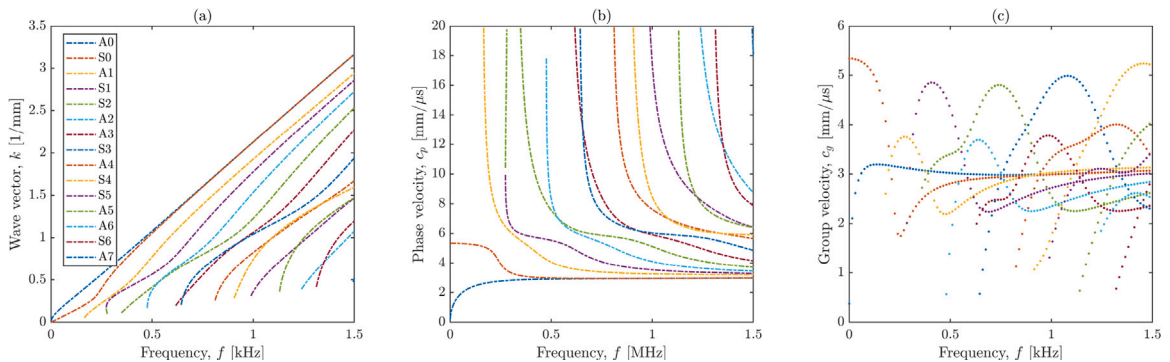 (a)
Wave vector, k [1/mm]
3.5
3
2.5
2
1.5
1
0.5
0
A0
S0
A1
S1
S2
A2
A3
S3
A4
S4
S5
A5
A6
S6
A7
0
0.5
1
1.5
Frequency, f [kHz]
(b)
Phase velocity, cp [mm/μs]
20
18
16
14
12
10
8
6
4
2
0
0
0.5
1
1.5
Frequency, f [MHz]
(c)
Group velocity, cg [mm/μs]
6
5
4
3
2
1
0
0
0.5
1
1.5
Frequency, f [kHz]